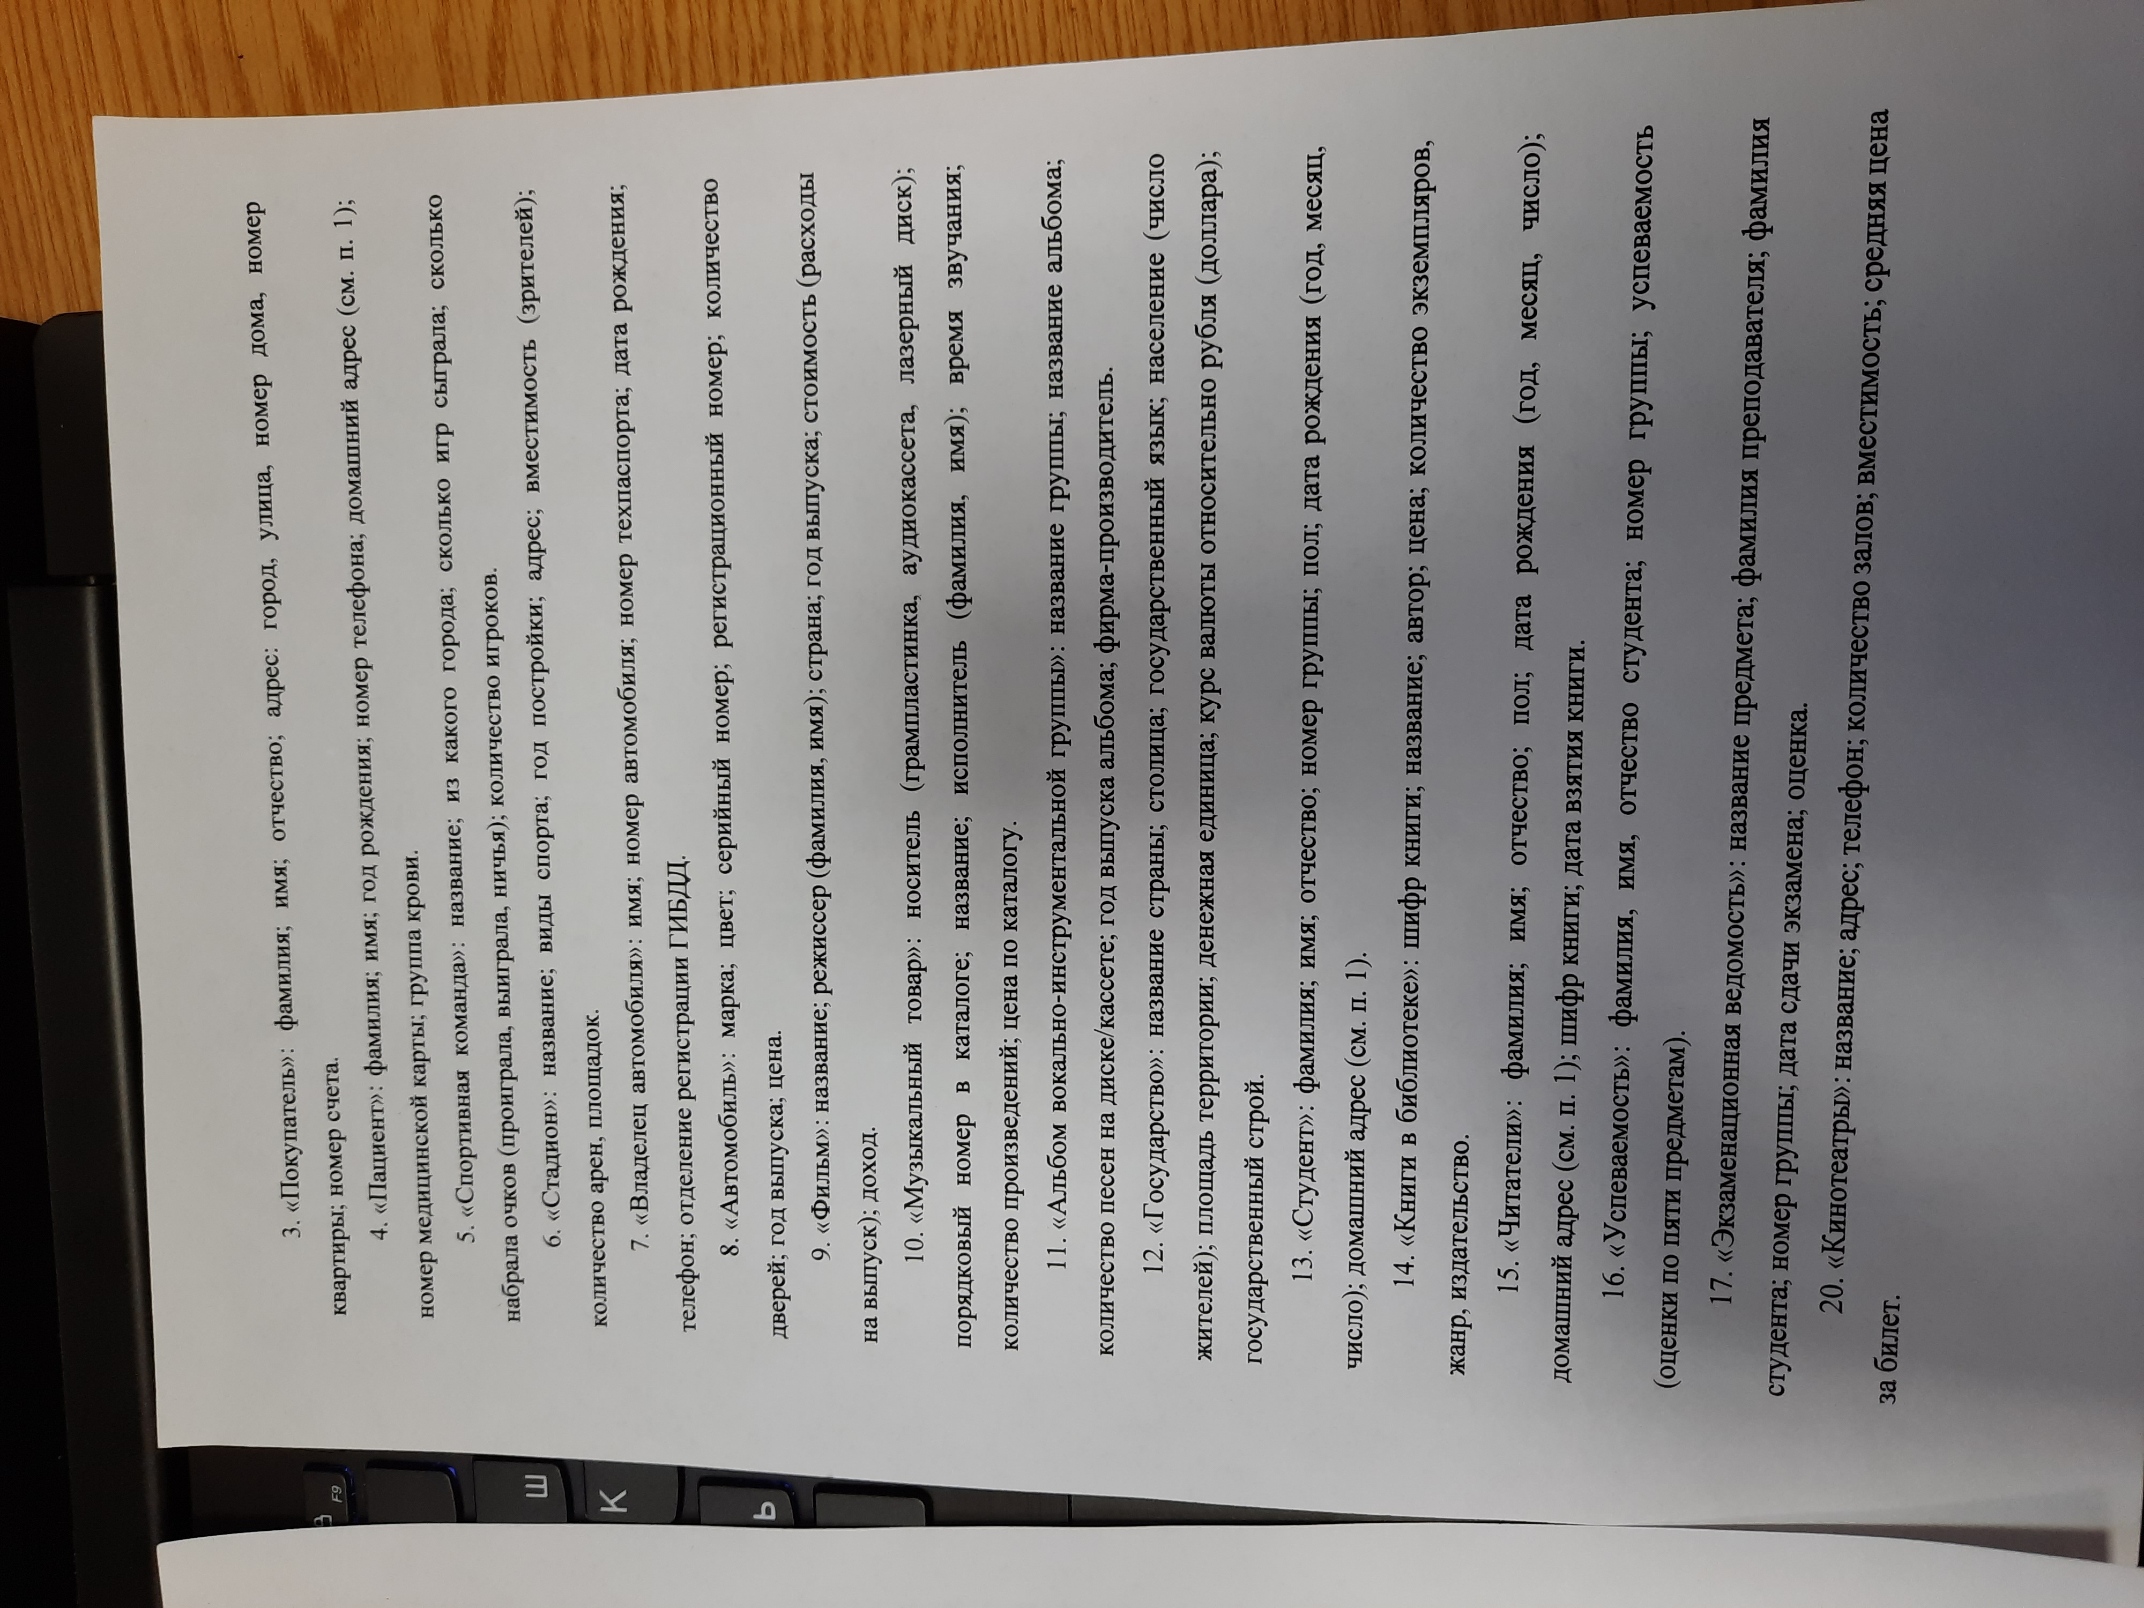 F9
Ш
К
Ь
3. «Покупатель»: фамилия; имя; отчество; адрес: город, улица, номер дома, номер
квартиры; номер счета.
4. «Пациент»: фамилия; имя; год рождения; номер телефона; домашний адрес (см. п. 1);
номер медицинской карты; группа крови.
5. «Спортивная команда»: название; из какого города; сколько игр сыграла; сколько
набрала очков (проиграла, выиграла, ничья); количество игроков.
6. «Стадион»: название; виды спорта; год постройки; адрес; вместимость (зрителей);
количество арен, площадок.
7. «Владелец автомобиля»: имя; номер автомобиля; номер техпаспорта; дата рождения;
телефон; отделение регистрации ГИБДД.
8. «Автомобиль»: марка; цвет; серийный номер; регистрационный номер; количество
дверей; год выпуска; цена.
9. «Фильм»: название; режиссер (фамилия, имя); страна; год выпуска; стоимость (расходы
на выпуск); доход.
10. «Музыкальный товар»: носитель (грампластинка, аудиокассета, лазерный диск);
порядковый номер в каталоге; название; исполнитель (фамилия, имя); время звучания;
количество произведений; цена по каталогу.
11. «Альбом вокально-инструментальной группы»: название группы; название альбома;
количество песен на диске/кассете; год выпуска альбома; фирма-производитель.
12. «Государство»: название страны; столица; государственный язык; население (число
жителей); площадь территории; денежная единица; курс валюты относительно рубля (доллара);
государственный строй.
13. «Студент»: фамилия; имя; отчество; номер группы; пол; дата рождения (год, месяц,
число); домашний адрес (см. п. 1).
14. «Книги в библиотеке»: шифр книги; название; автор; цена; количество экземпляров,
жанр, издательство.
15. «Читатели»: фамилия; имя; отчество; пол; дата рождения (год, месяц, число);
домашний адрес (см. п. 1); шифр книги; дата взятия книги.
16. «Успеваемость»: фамилия, имя, отчество студента; номер группы; успеваемость
(оценки по пяти предметам).
17. «Экзаменационная ведомость»: название предмета; фамилия преподавателя; фамилия
студента; номер группы; дата сдачи экзамена; оценка.
20. «Кинотеатры»: название; адрес; телефон; количество залов; вместимость; средняя цена
за билет.